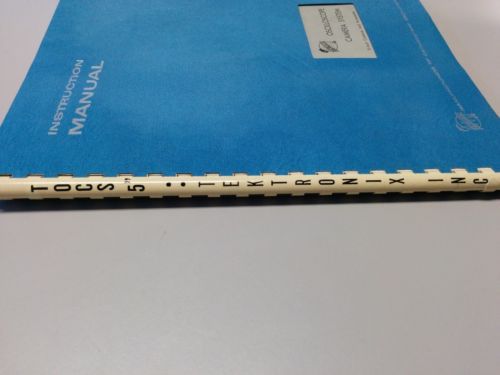 INSTRUCTION
MANUAL
OSCILLOSCOPE
CAMERA SYSTEM
TOCS 5" : TEKTRONIX INC